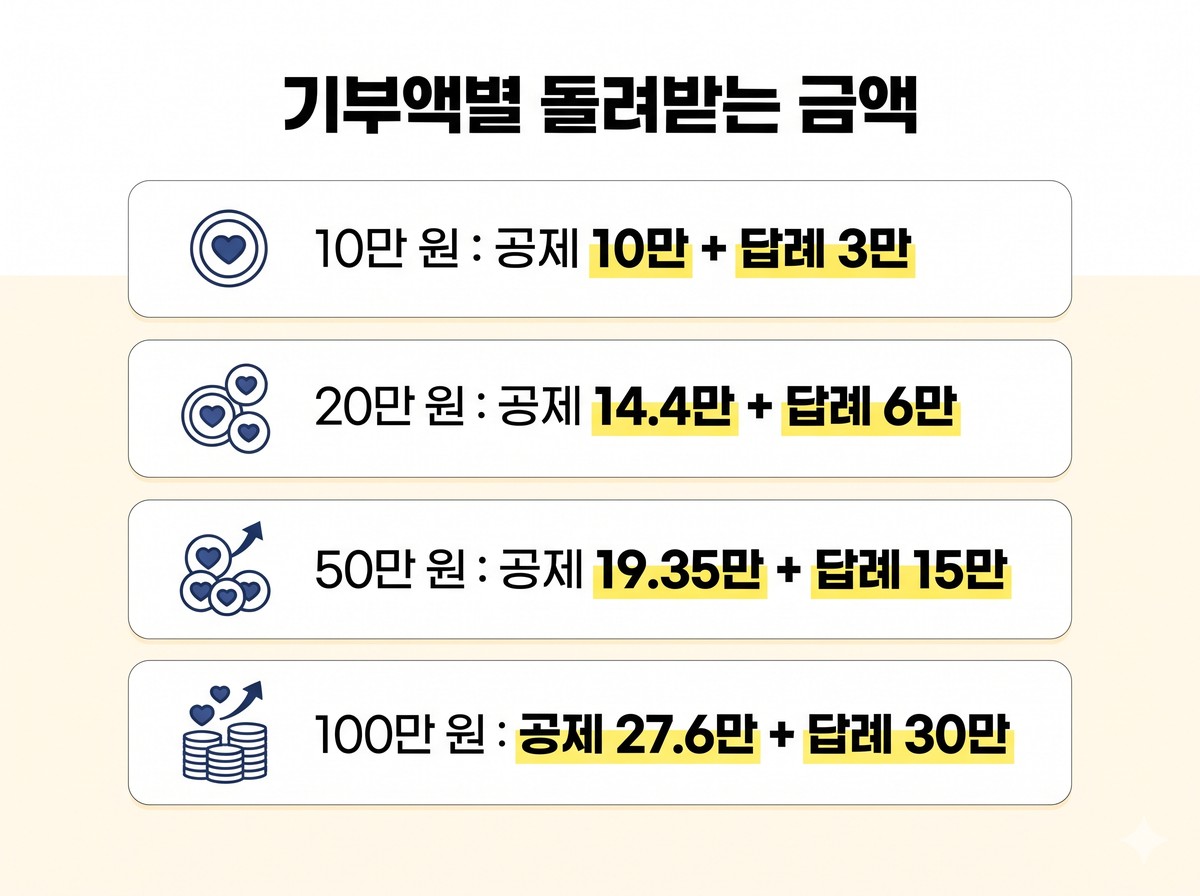 기부액별 돌려받는 금액
10만 원 : 공제 10만 + 답례 3만
20만 원 : 공제 14.4만 + 답례 6만
50만 원 : 공제 19.35만 + 답례 15만
100만 원 : 공제 27.6만 + 답례 30만